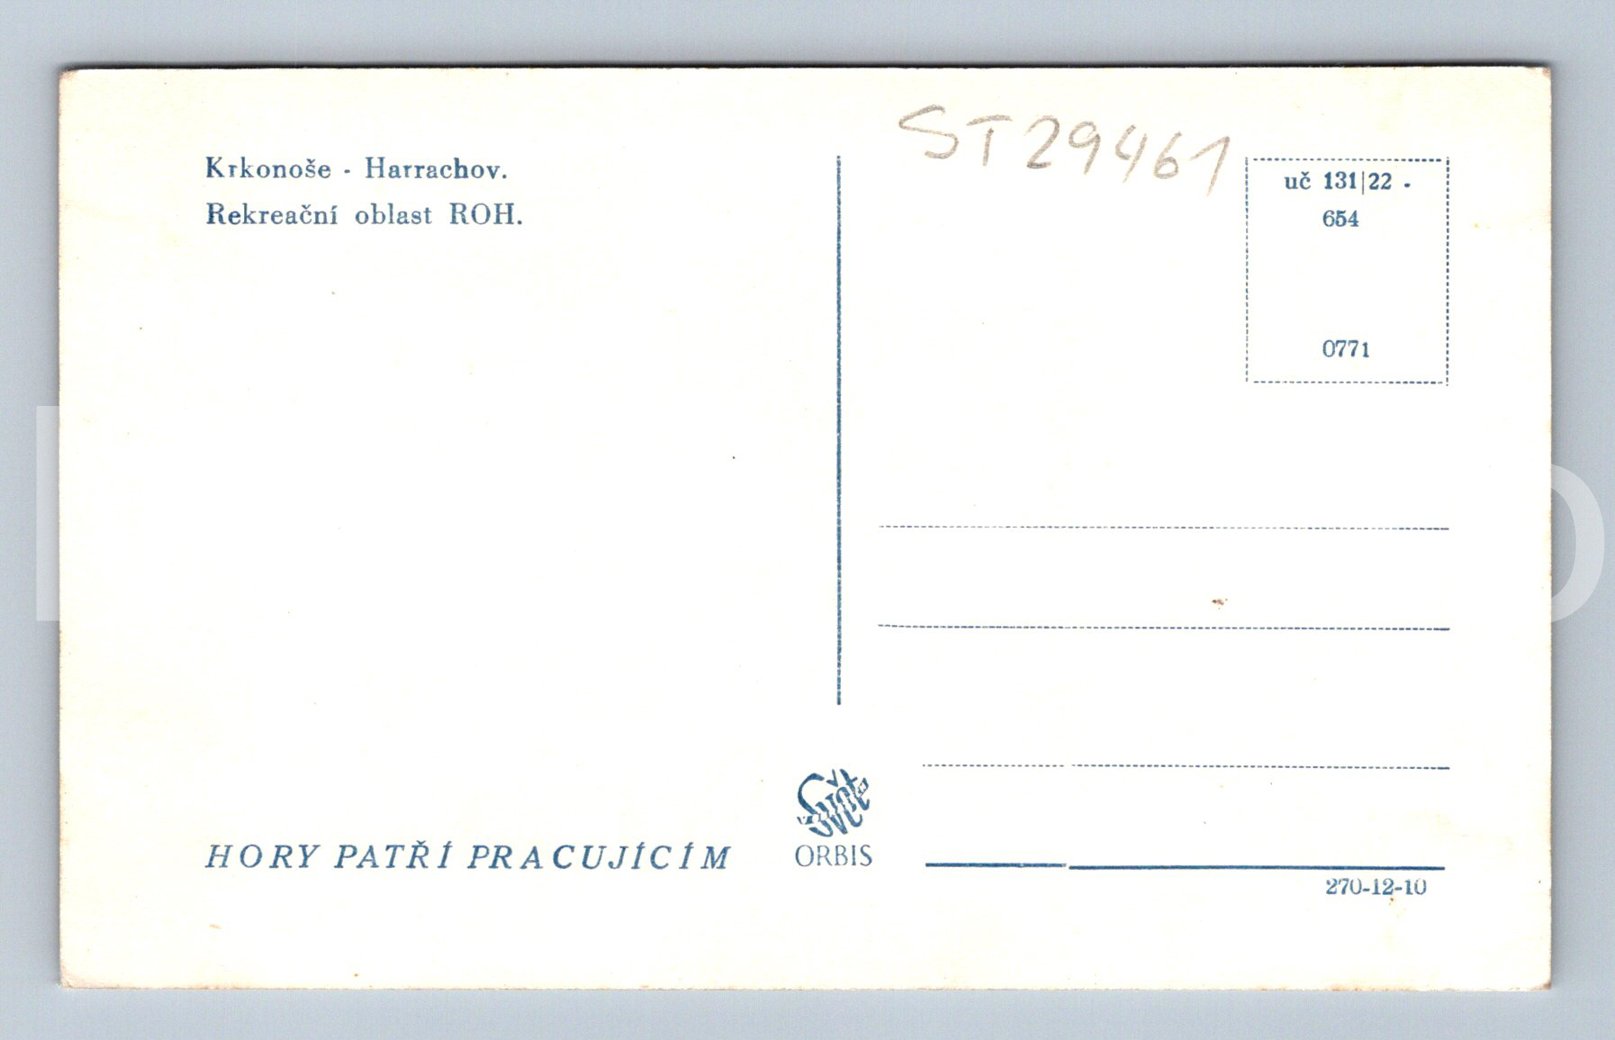 Krkonoše - Harrachov.
Rekreační oblast ROH.
ST29461
uč 131|22 .
654
0771
HORY PATŘÍ PRACUJÍCÍM
Svět
ORBIS
270-12-10